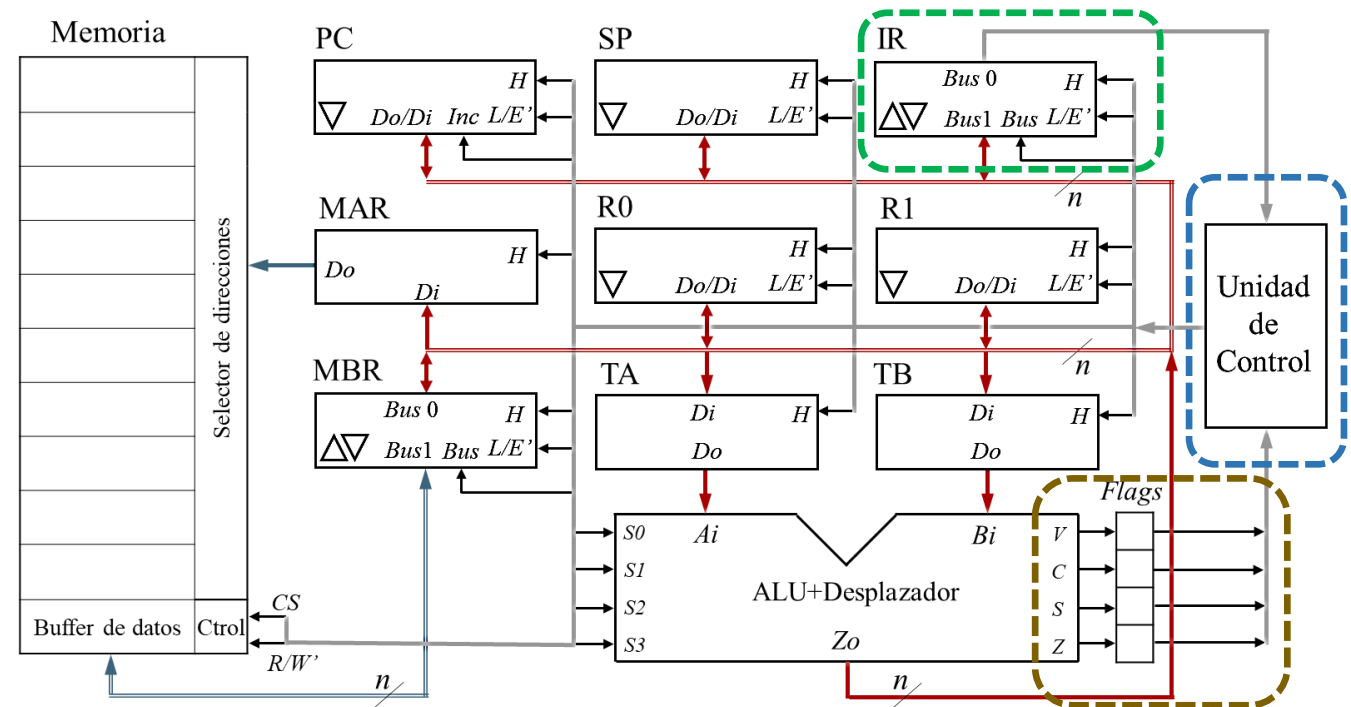 Memoria
Selector de direcciones
Buffer de datos
Ctrol
CS
R/W’
n
PC
H
Do/Di Inc L/E’
SP
H
Do/Di L/E’
IR
Bus 0
H
Bus1 Bus L/E’
n
MAR
Do
H
Di
R0
H
Do/Di L/E’
R1
H
Do/Di L/E’
n
MBR
Bus 0
H
Bus1 Bus L/E’
TA
Di
H
Do
TB
Di
H
Do
Unidad
de
Control
Flags
S0
S1
S2
S3
Ai
Bi
ALU+Desplazador
Zo
V
C
S
Z
n